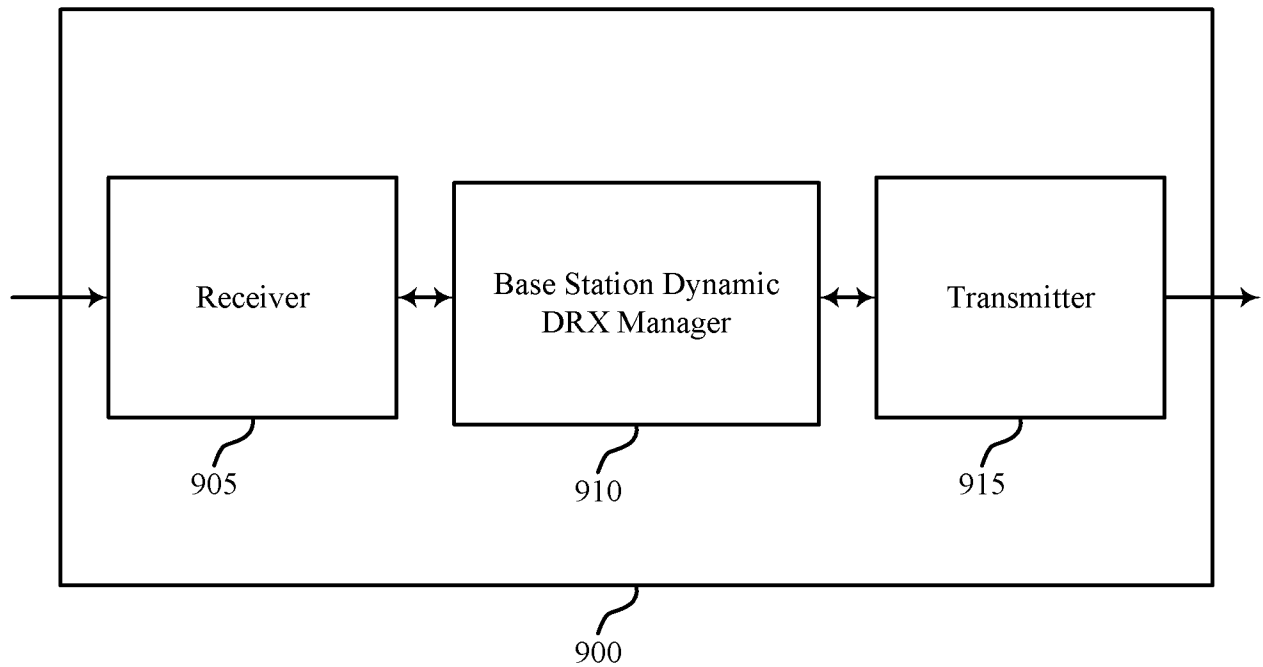 Receiver
Base Station Dynamic
DRX Manager
Transmitter
905
910
915
900